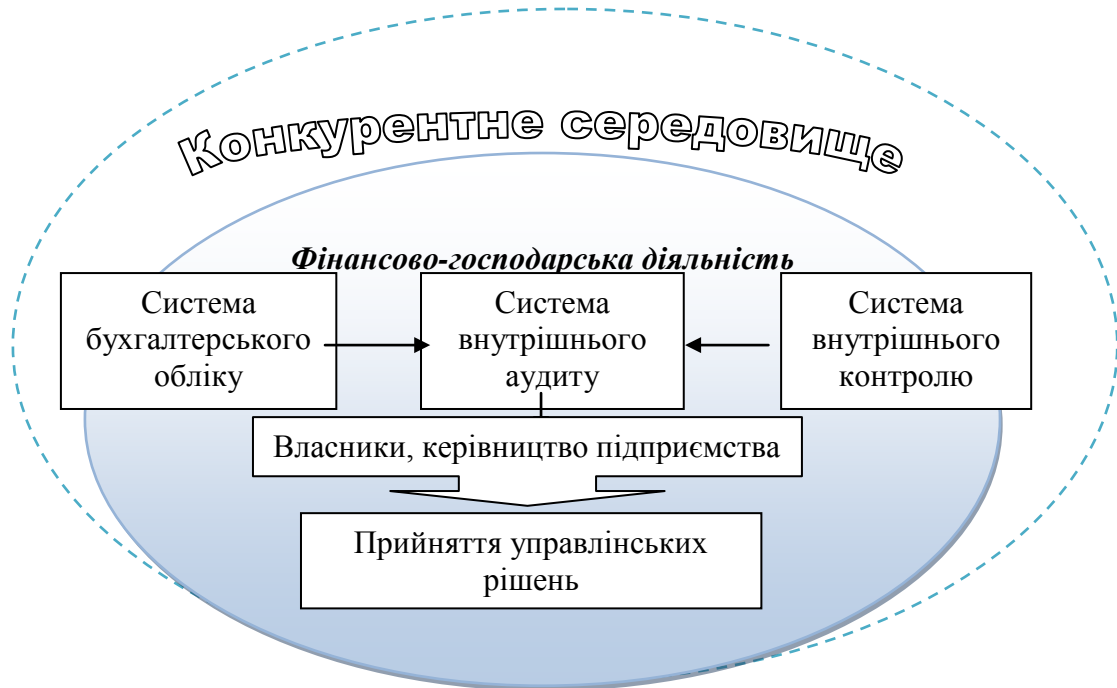 Конкурентне середовище
Фінансово-господарська діяльність
Система
бухгалтерського
обліку
Система
внутрішнього
аудиту
Система
внутрішнього
контролю
Власники, керівництво підприємства
Прийняття управлінських
рішень